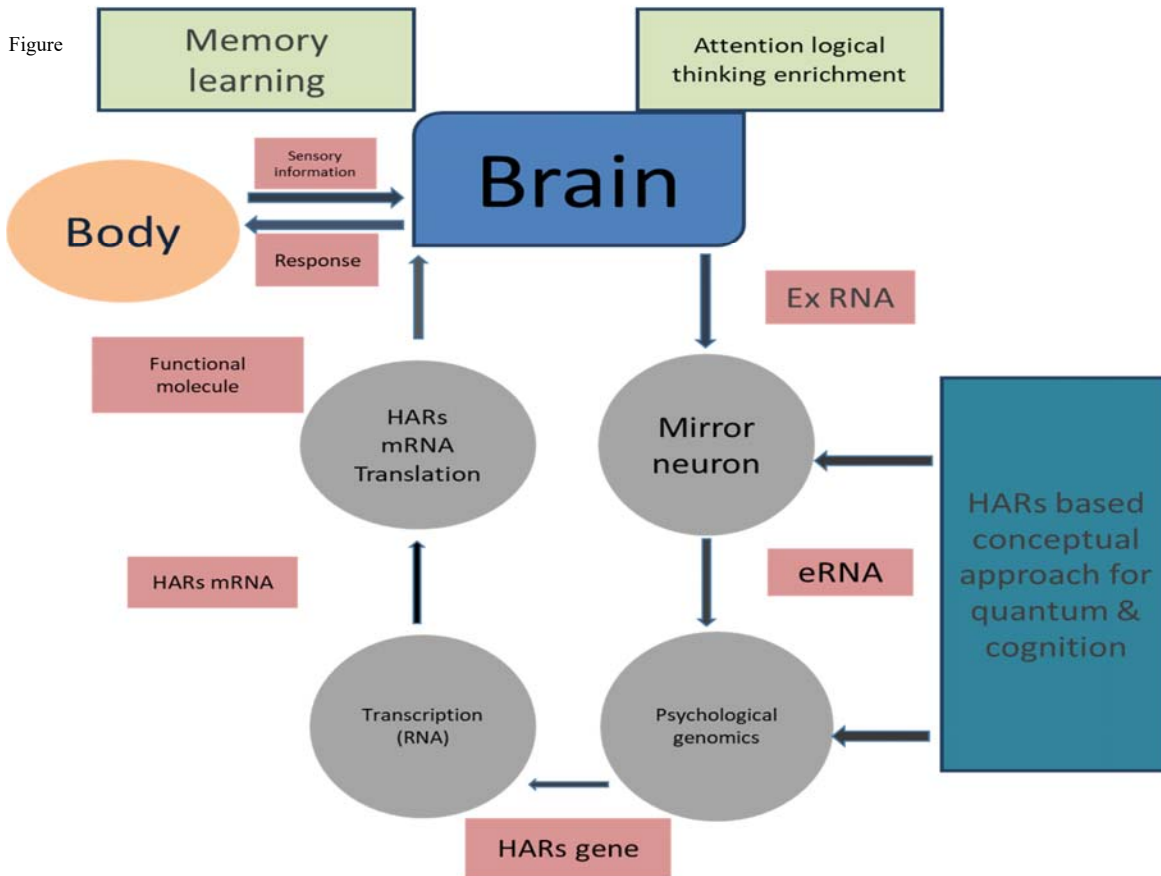 Figure
Memory
learning
Attention logical
thinking enrichment
Sensory
information
Brain
Body
Response
Ex RNA
Functional
molecule
HARs
mRNA
Translation
Mirror
neuron
HARs based
conceptual
approach for
quantum &
cognition
HARs mRNA
eRNA
Transcription
(RNA)
Psychological
genomics
HARs gene